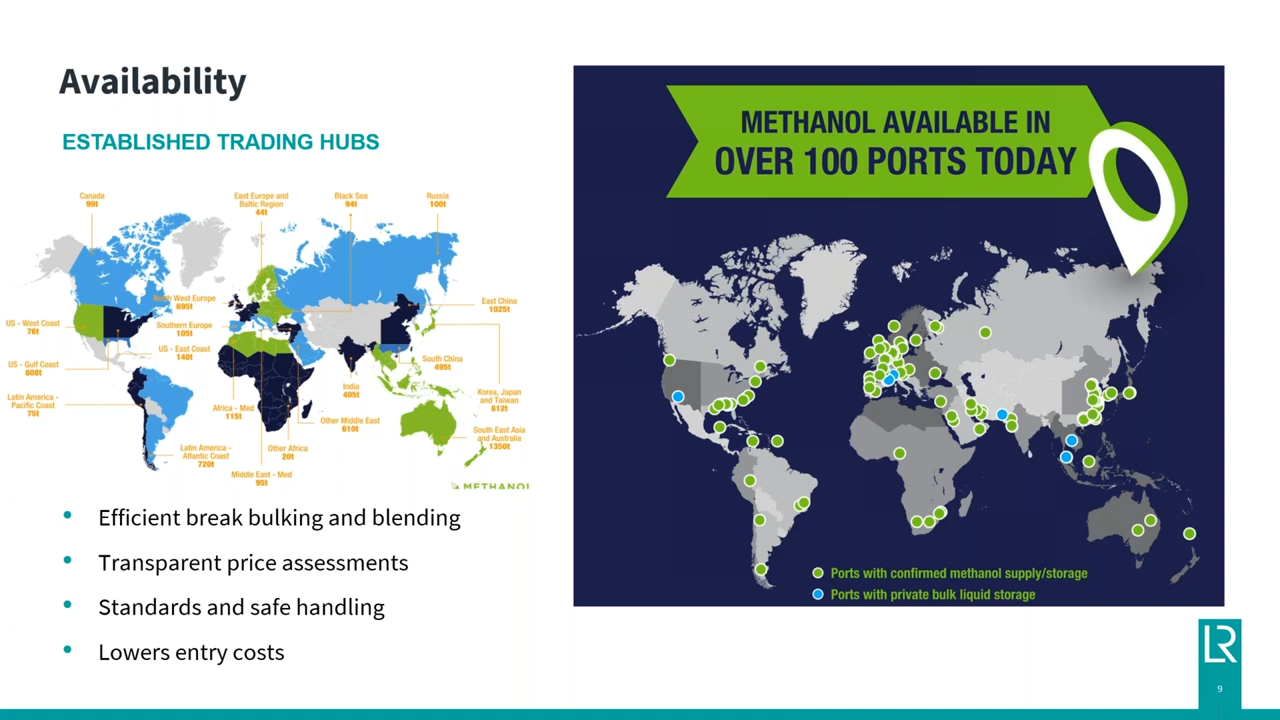 Availability
ESTABLISHED TRADING HUBS
Canada
99t
East Europe and
Baltic Region
44t
Black Sea
94t
Russia
100t
North West Europe
695t
East China
1025t
US - West Coast
76t
Southern Europe
105t
US - East Coast
140t
US - Gulf Coast
808t
South China
495t
India
405t
Korea, Japan
and Taiwan
812t
Latin America -
Pacific Coast
75t
Africa - Med
115t
Other Middle East
610t
South East Asia
and Australia
1350t
Latin America -
Atlantic Coast
720t
Other Africa
20t
Middle East - Med
95t
METHANOL
Efficient break bulking and blending
Transparent price assessments
Standards and safe handling
Lowers entry costs
METHANOL AVAILABLE IN
OVER 100 PORTS TODAY
Ports with confirmed methanol supply/storage
Ports with private bulk liquid storage
LR
9